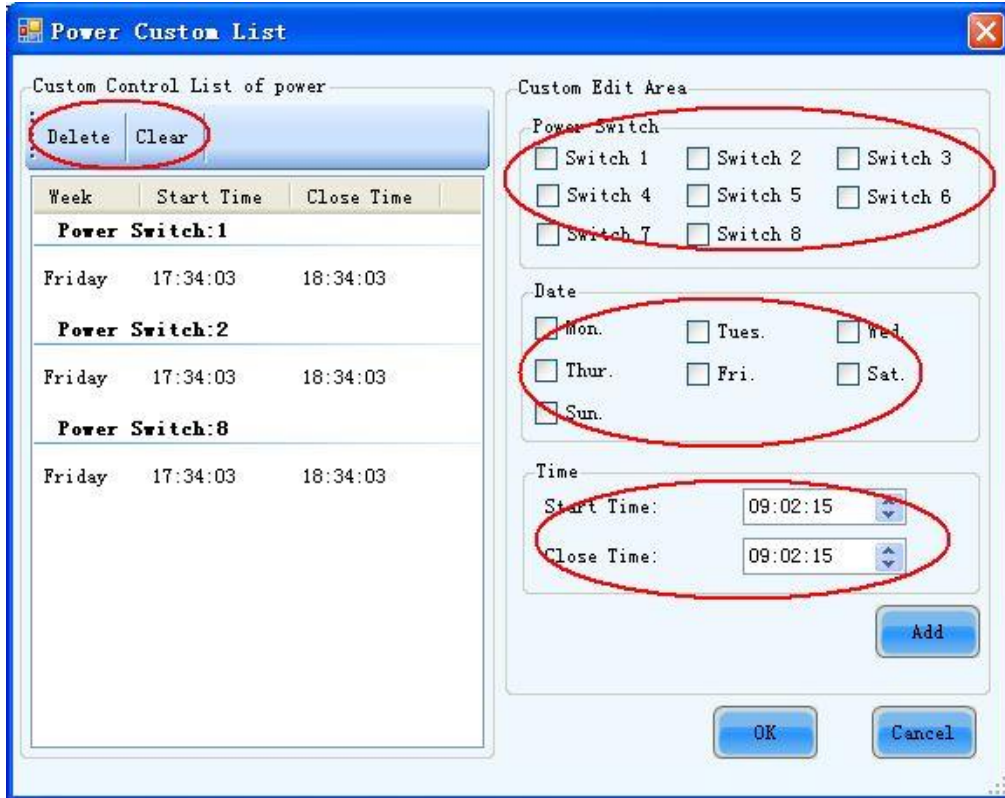 Power Custom List
Custom Control List of power
Delete Clear
Week Start Time Close Time
Power Switch:1
Friday 17:34:03 18:34:03
Power Switch:2
Friday 17:34:03 18:34:03
Power Switch:8
Friday 17:34:03 18:34:03
Custom Edit Area
Power Switch
Switch 1 Switch 2 Switch 3
Switch 4 Switch 5 Switch 6
Switch 7 Switch 8
Date
Mon. Tues. Wed.
Thur. Fri. Sat.
Sun.
Time
Start Time: 09:02:15
Close Time: 09:02:15
Add
OK Cancel